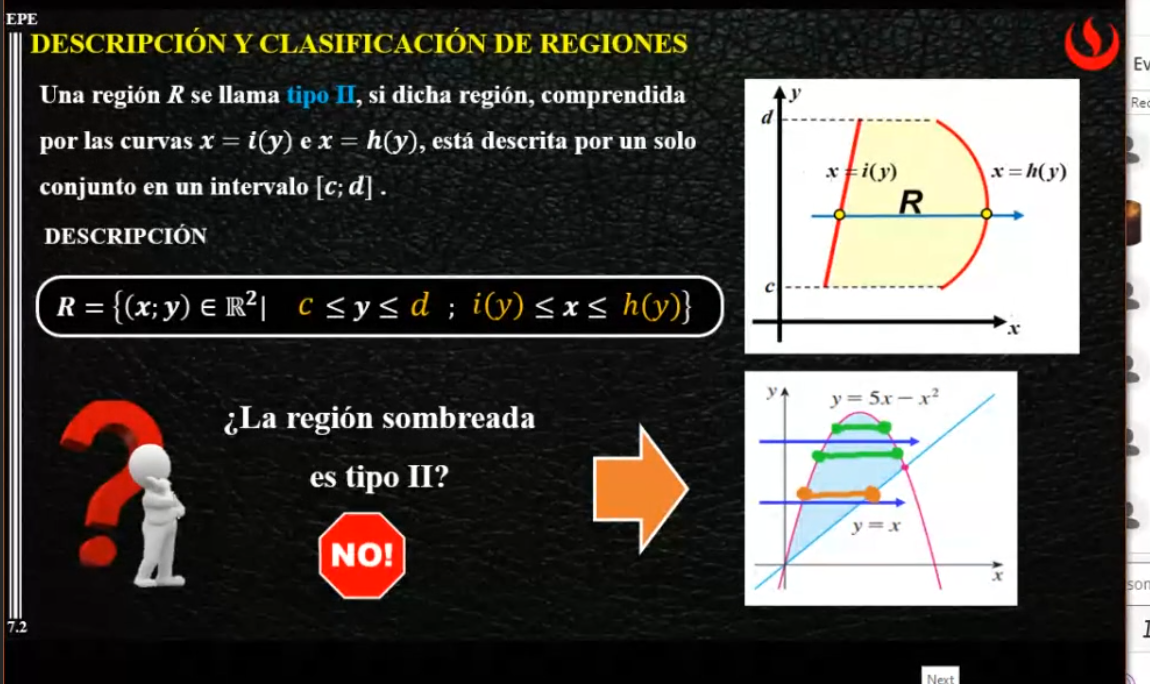 EPE
DESCRIPCIÓN Y CLASIFICACIÓN DE REGIONES
Una región R se llama tipo II, si dicha región, comprendida
por las curvas x = i(y) e x = h(y), está descrita por un solo
conjunto en un intervalo [c; d] .
DESCRIPCIÓN
R = {(x; y) ∈ ℝ²| c ≤ y ≤ d ; i(y) ≤ x ≤ h(y)}
y
d
x = i(y)
x = h(y)
R
c
x
¿La región sombreada
es tipo II?
NO!
y
y = 5x − x²
y = x
x
7.2
Next